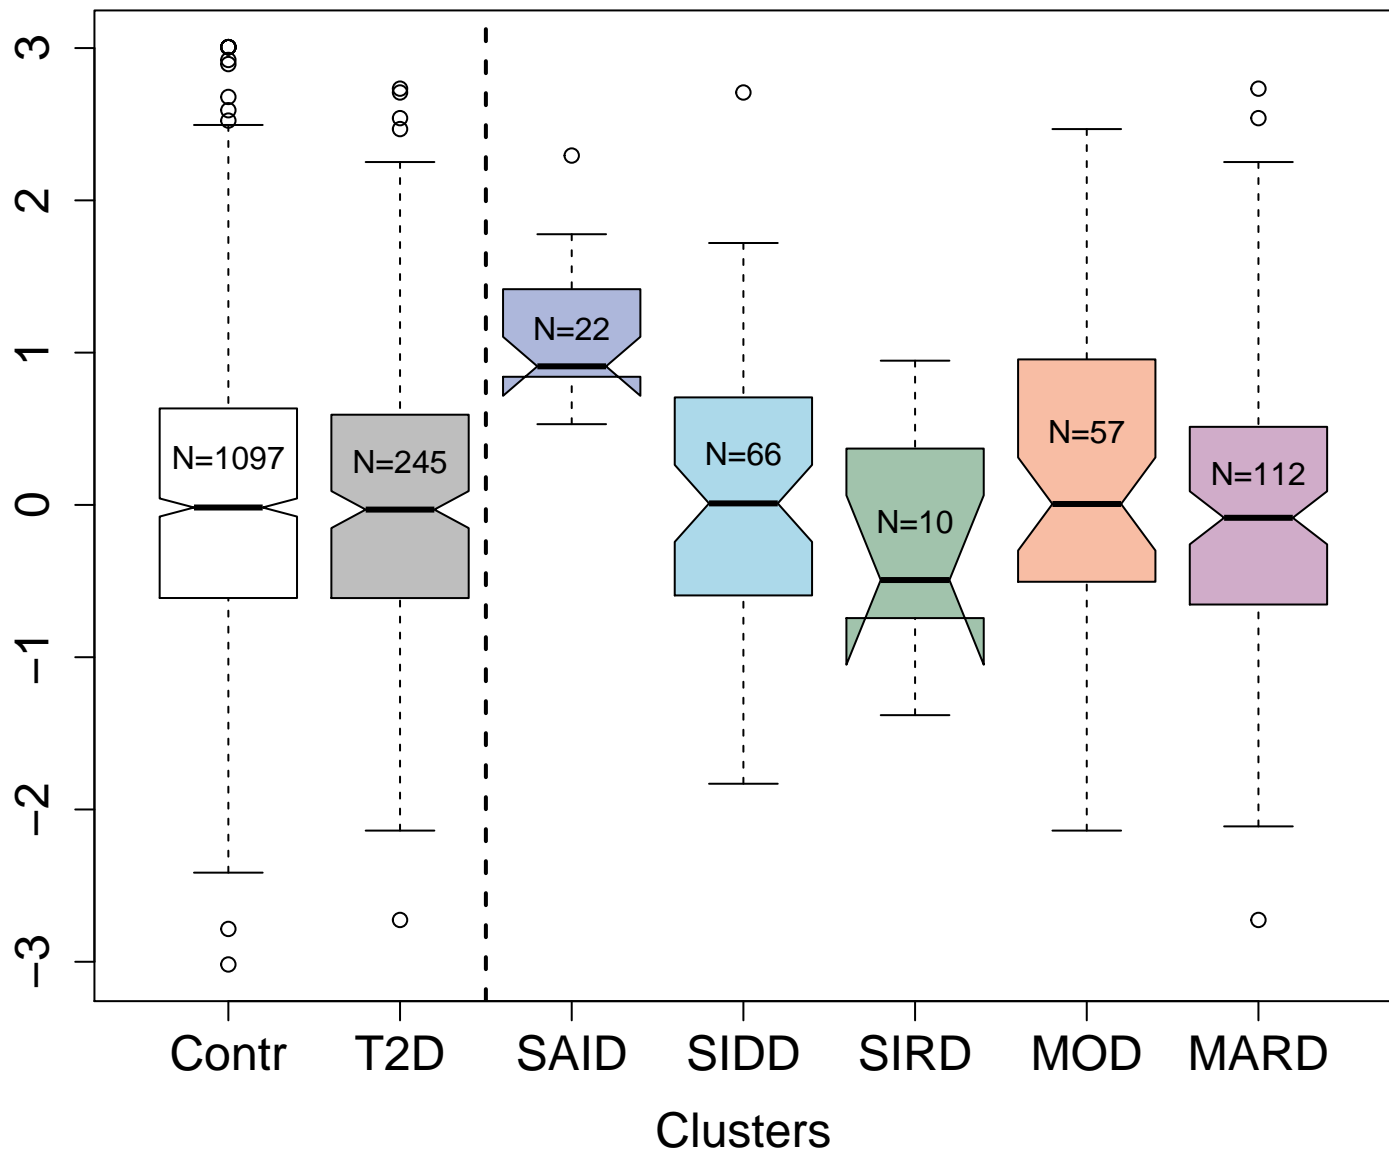 3
2
1
0
−1
−2
−3
N=1097
N=245
N=22
N=66
N=10
N=57
N=112
Contr T2D SAID SIDD SIRD MOD MARD
Clusters